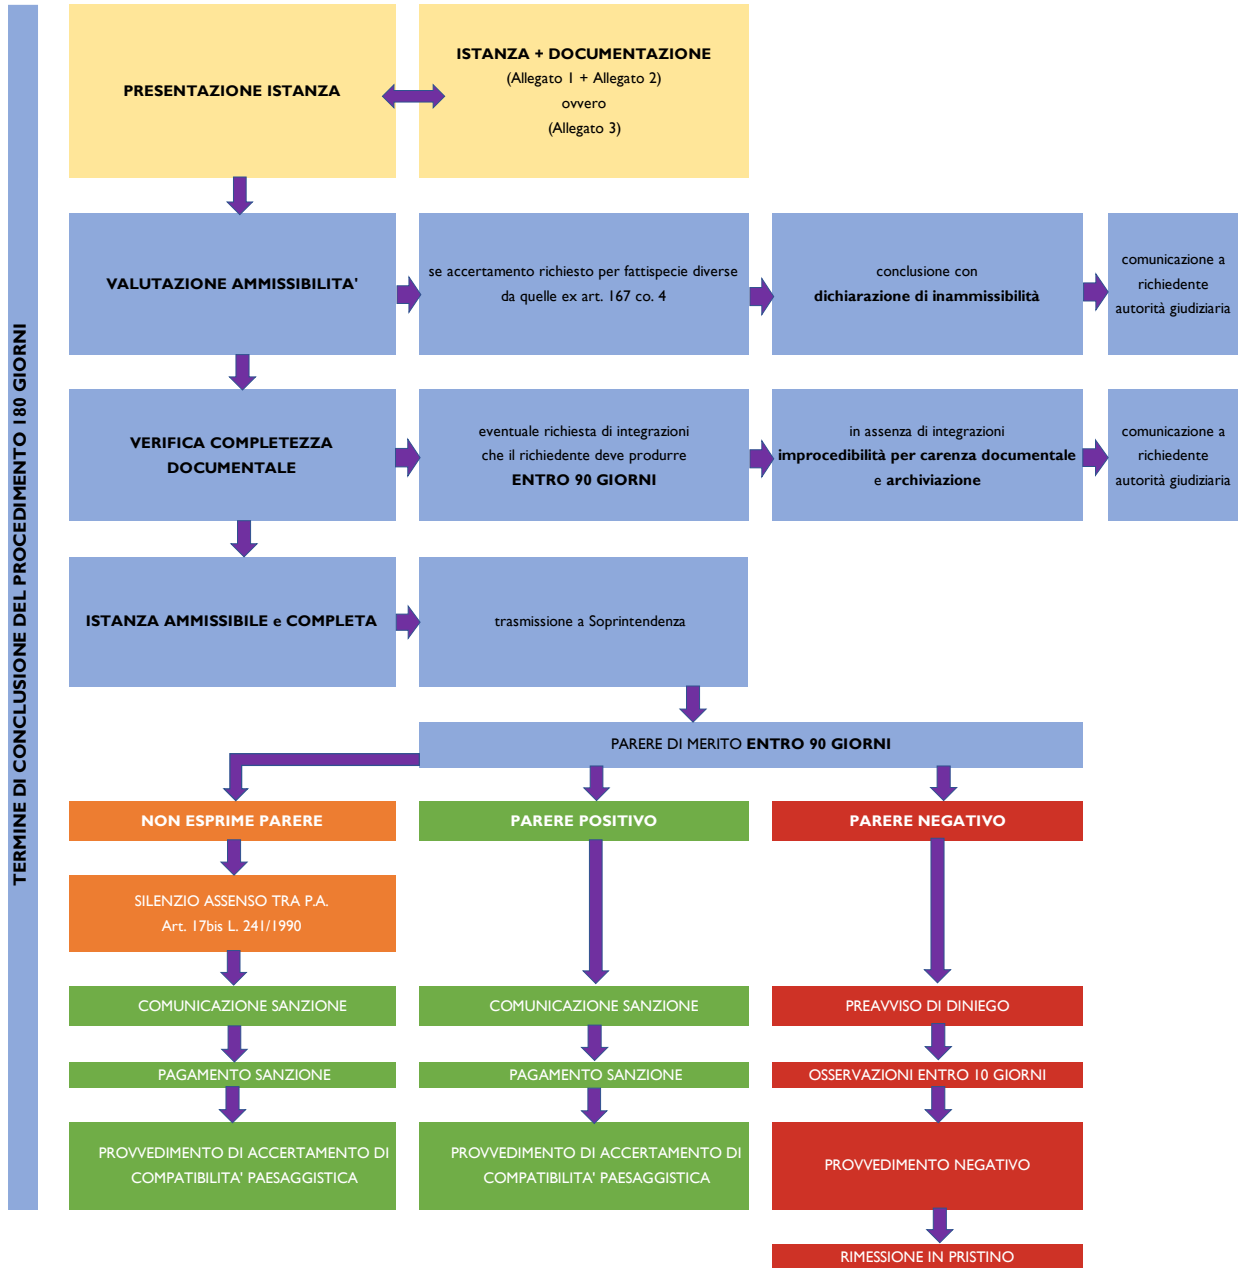 TERMINE DI CONCLUSIONE DEL PROCEDIMENTO 180 GIORNI
PRESENTAZIONE ISTANZA
ISTANZA + DOCUMENTAZIONE
(Allegato 1 + Allegato 2)
ovvero
(Allegato 3)
VALUTAZIONE AMMISSIBILITA'
se accertamento richiesto per fattispecie diverse
da quelle ex art. 167 co. 4
conclusione con
dichiarazione di inammissibilità
comunicazione a
richiedente
autorità giudiziaria
VERIFICA COMPLETEZZA
DOCUMENTALE
eventuale richiesta di integrazioni
che il richiedente deve produrre
ENTRO 90 GIORNI
in assenza di integrazioni
improcedibilità per carenza documentale
e archiviazione
comunicazione a
richiedente
autorità giudiziaria
ISTANZA AMMISSIBILE e COMPLETA
trasmissione a Soprintendenza
PARERE DI MERITO ENTRO 90 GIORNI
NON ESPRIME PARERE
PARERE POSITIVO
PARERE NEGATIVO
SILENZIO ASSENSO TRA P.A.
Art. 17bis L. 241/1990
COMUNICAZIONE SANZIONE
COMUNICAZIONE SANZIONE
PREAVVISO DI DINIEGO
PAGAMENTO SANZIONE
PAGAMENTO SANZIONE
OSSERVAZIONI ENTRO 10 GIORNI
PROVVEDIMENTO DI ACCERTAMENTO DI
COMPATIBILITA' PAESAGGISTICA
PROVVEDIMENTO DI ACCERTAMENTO DI
COMPATIBILITA' PAESAGGISTICA
PROVVEDIMENTO NEGATIVO
RIMESSIONE IN PRISTINO